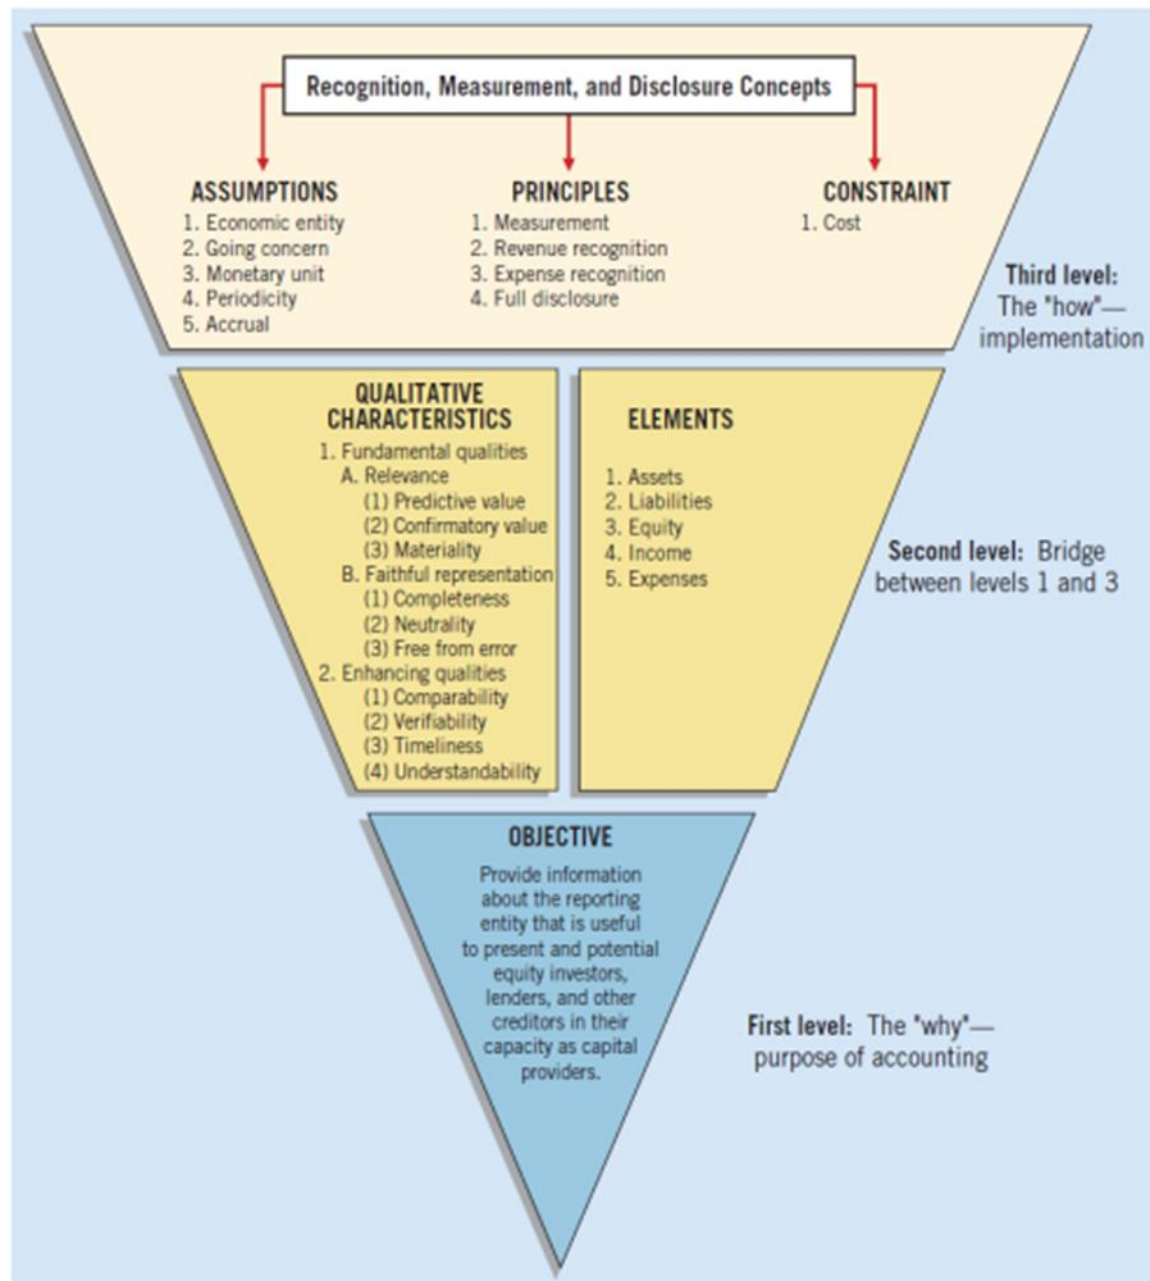 Recognition, Measurement, and Disclosure Concepts
ASSUMPTIONS
1. Economic entity
2. Going concern
3. Monetary unit
4. Periodicity
5. Accrual
PRINCIPLES
1. Measurement
2. Revenue recognition
3. Expense recognition
4. Full disclosure
CONSTRAINT
1. Cost
Third level:
The "how"—
implementation
QUALITATIVE
CHARACTERISTICS
1. Fundamental qualities
A. Relevance
(1) Predictive value
(2) Confirmatory value
(3) Materiality
B. Faithful representation
(1) Completeness
(2) Neutrality
(3) Free from error
2. Enhancing qualities
(1) Comparability
(2) Verifiability
(3) Timeliness
(4) Understandability
ELEMENTS
1. Assets
2. Liabilities
3. Equity
4. Income
5. Expenses
Second level: Bridge
between levels 1 and 3
OBJECTIVE
Provide information
about the reporting
entity that is useful
to present and potential
equity investors,
lenders, and other
creditors in their
capacity as capital
providers.
First level: The "why"—
purpose of accounting